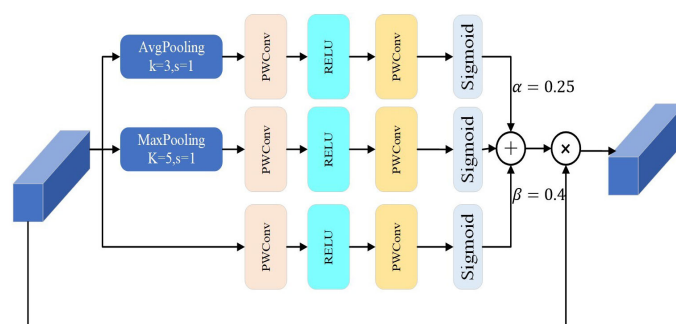 AvgPooling
k=3,s=1
PWConv
RELU
PWConv
Sigmoid
α = 0.25
MaxPooling
K=5,s=1
PWConv
RELU
PWConv
Sigmoid
+
×
β = 0.4
PWConv
RELU
PWConv
Sigmoid